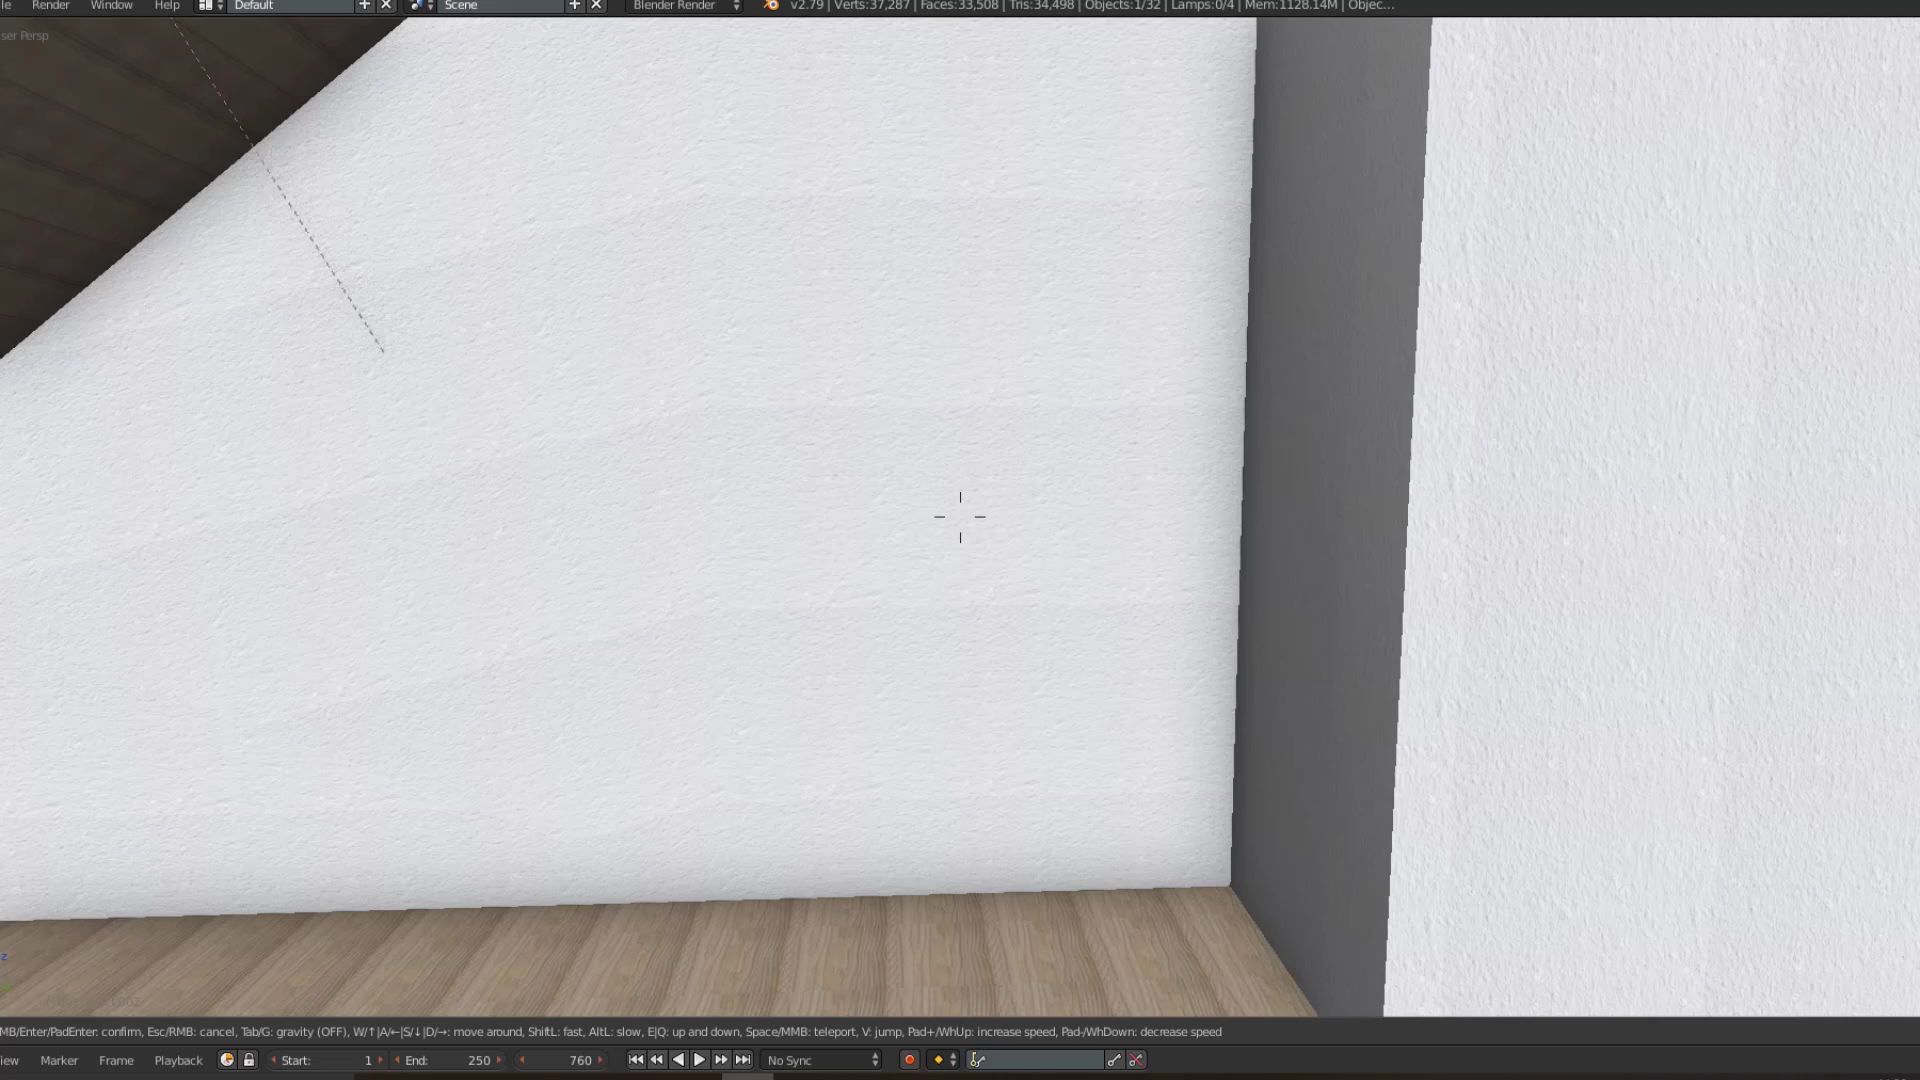 le Render Window Help Default Scene Blender Render v2.79 | Verts:37,287 | Faces:33,508 | Tris:34,498 | Objects:1/32 | Lamps:0/4 | Mem:1128.14M | Objec...
ser Persp
z
MB/Enter/PadEnter: confirm, Esc/RMB: cancel, Tab/G: gravity (OFF), W/↑|A/←|S/↓|D/→: move around, ShiftL: fast, AltL: slow, E|Q: up and down, Space/MMB: teleport, V: jump, Pad+/WhUp: increase speed, Pad-/WhDown: decrease speed
iew Marker Frame Playback Start: 1 End: 250 760 No Sync